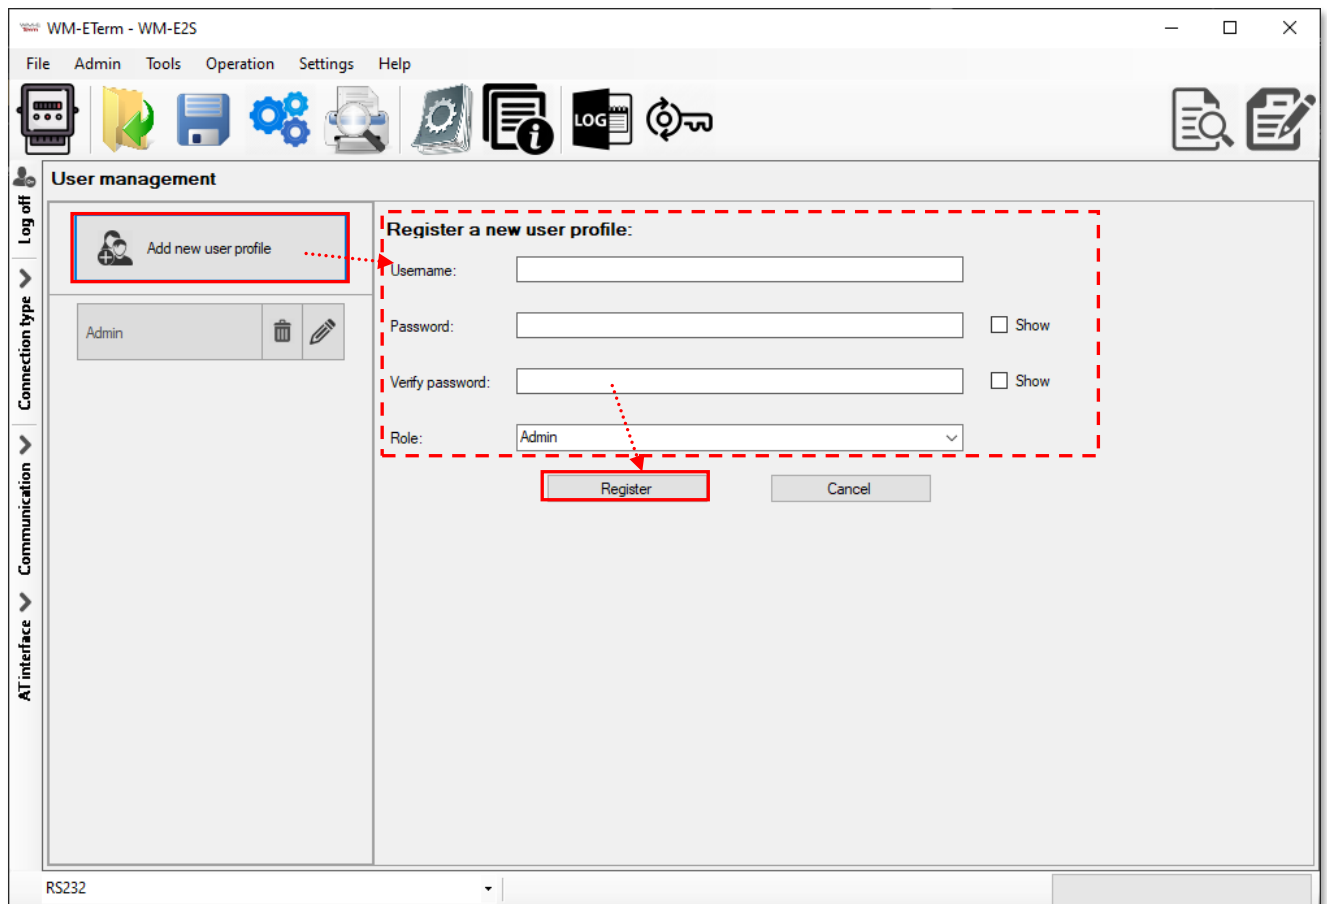 WM-ETerm - WM-E2S
File Admin Tools Operation Settings Help
LOG
User management
Log off
Connection type
Communication
AT interface
Add new user profile
Admin
Register a new user profile:
Username:
Password:
Show
Verify password:
Show
Role:
Admin
Register
Cancel
RS232